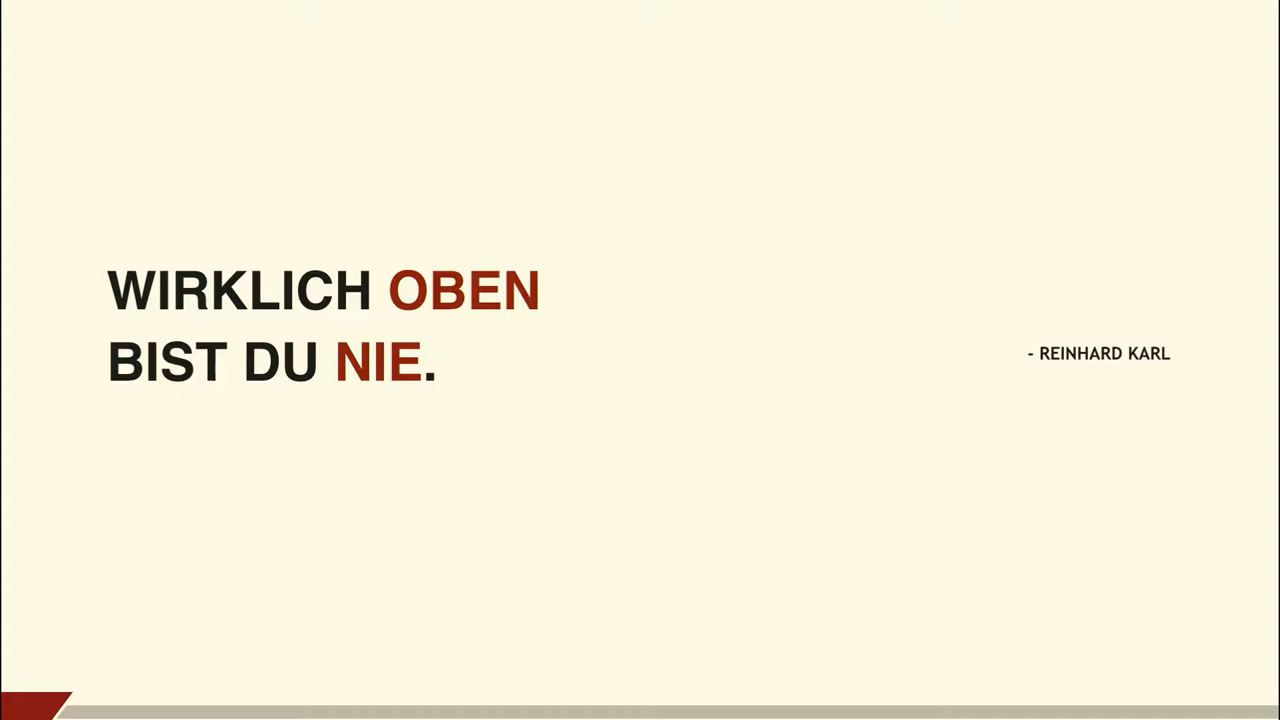 WIRKLICH OBEN
BIST DU NIE.
- REINHARD KARL